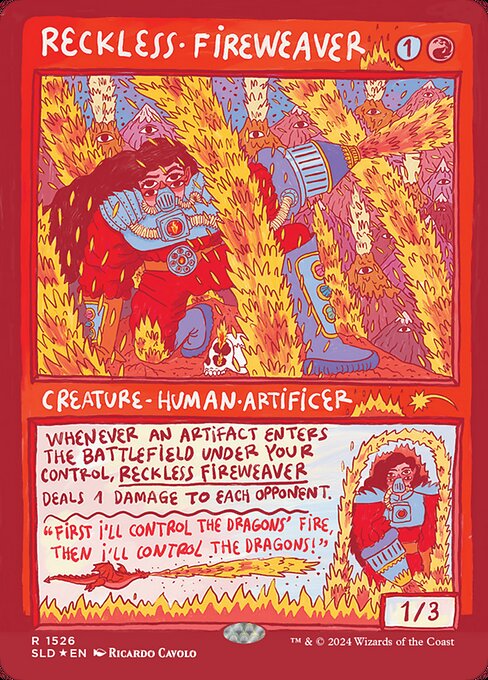 RECKLESS·FIREWEAVER 1
CREATURE-HUMAN·ARTIFICER
WHENEVER AN ARTIFACT ENTERS
THE BATTLEFIELD UNDER YOUR
CONTROL, RECKLESS FIREWEAVER
DEALS 1 DAMAGE TO EACH OPPONENT.
"FIRST i'LL CONTROL THE DRAGONS' FIRE,
THEN i'LL CONTROL THE DRAGONS!"
1/3
R 1526
SLD ★ EN RICARDO CAVOLO
™ & © 2024 Wizards of the Coast